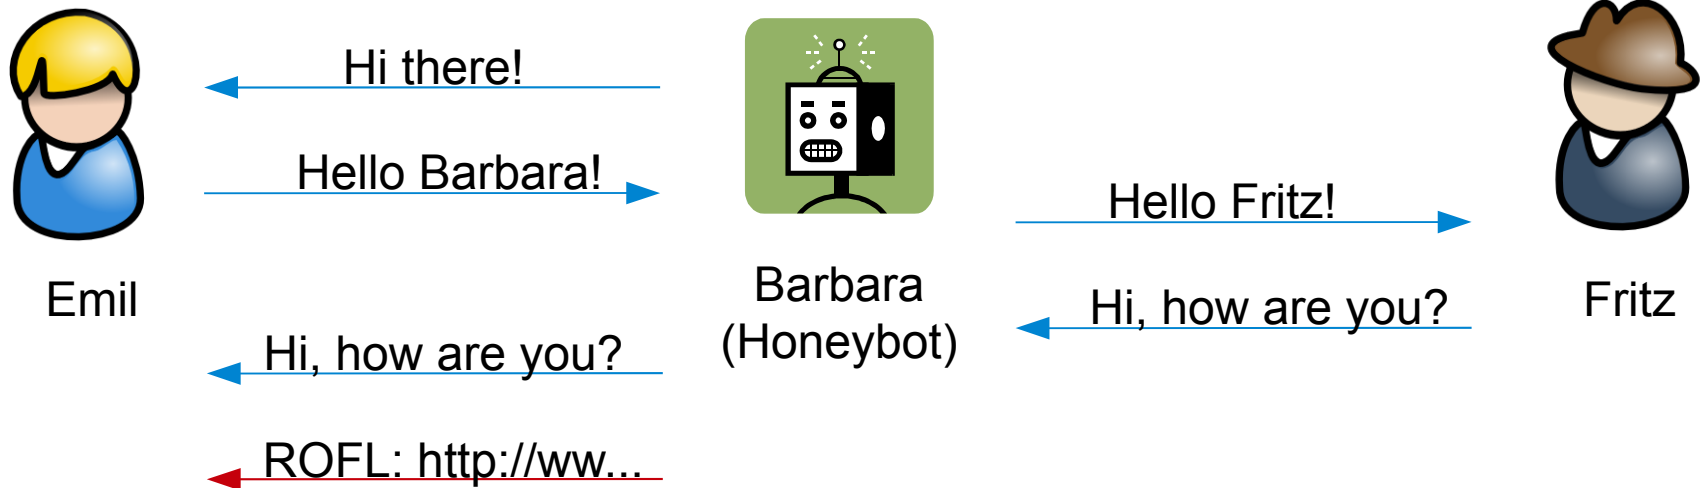 Hi there!
Hello Barbara!
Hello Fritz!
Emil
Barbara
(Honeybot)
Fritz
Hi, how are you?
Hi, how are you?
ROFL: http://ww...